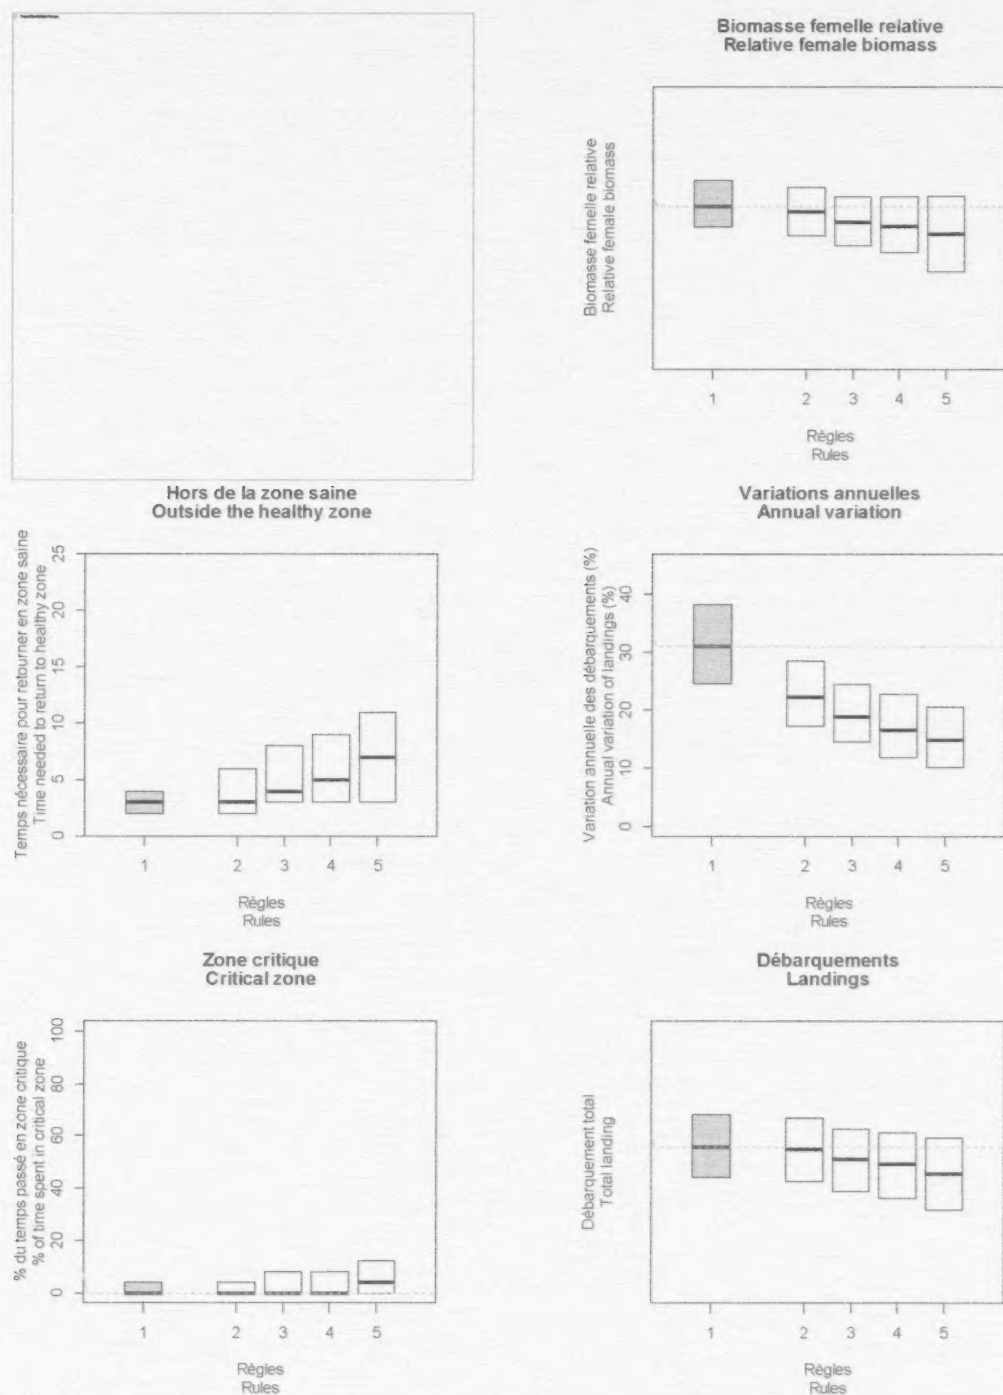 Biomasse femelle relative
Relative female biomass
Biomasse femelle relative
Relative female biomass
1 2 3 4 5
Règles
Rules
Hors de la zone saine
Outside the healthy zone
Temps nécessaire pour retourner en zone saine
Time needed to return to healthy zone
25
20
15
10
5
0
1 2 3 4 5
Règles
Rules
Variations annuelles
Annual variation
Variation annuelle des débarquements (%)
Annual variation of landings (%)
40
30
20
10
0
1 2 3 4 5
Règles
Rules
Zone critique
Critical zone
% du temps passé en zone critique
% of time spent in critical zone
100
80
60
40
20
0
1 2 3 4 5
Règles
Rules
Débarquements
Landings
Débarquement total
Total landing
1 2 3 4 5
Règles
Rules